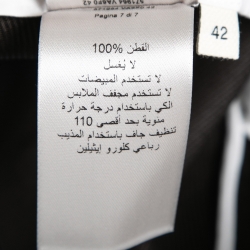 Pagina 7 di 7
42
القطن %100
لا يُغسل
لا تستخدم المبيضات
لا تستخدم مجفف الملابس
الكي باستخدام درجة حرارة
مئوية بحد أقصى 110
تنظيف جاف باستخدام المذيب
رباعي كلورو إيثيلين